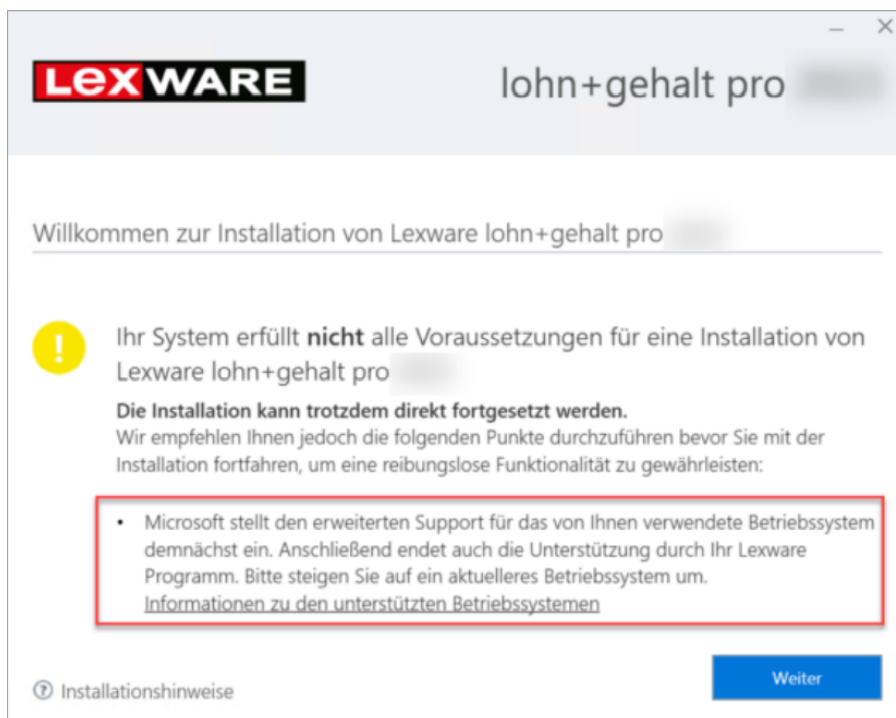 LEXWARE
lohn+gehalt pro
Willkommen zur Installation von Lexware lohn+gehalt pro
!
Ihr System erfüllt nicht alle Voraussetzungen für eine Installation von
Lexware lohn+gehalt pro
Die Installation kann trotzdem direkt fortgesetzt werden.
Wir empfehlen Ihnen jedoch die folgenden Punkte durchzuführen bevor Sie mit der
Installation fortfahren, um eine reibungslose Funktionalität zu gewährleisten:
• Microsoft stellt den erweiterten Support für das von Ihnen verwendete Betriebssystem
demnächst ein. Anschließend endet auch die Unterstützung durch Ihr Lexware
Programm. Bitte steigen Sie auf ein aktuelleres Betriebssystem um.
Informationen zu den unterstützten Betriebssystemen
? Installationshinweise
Weiter